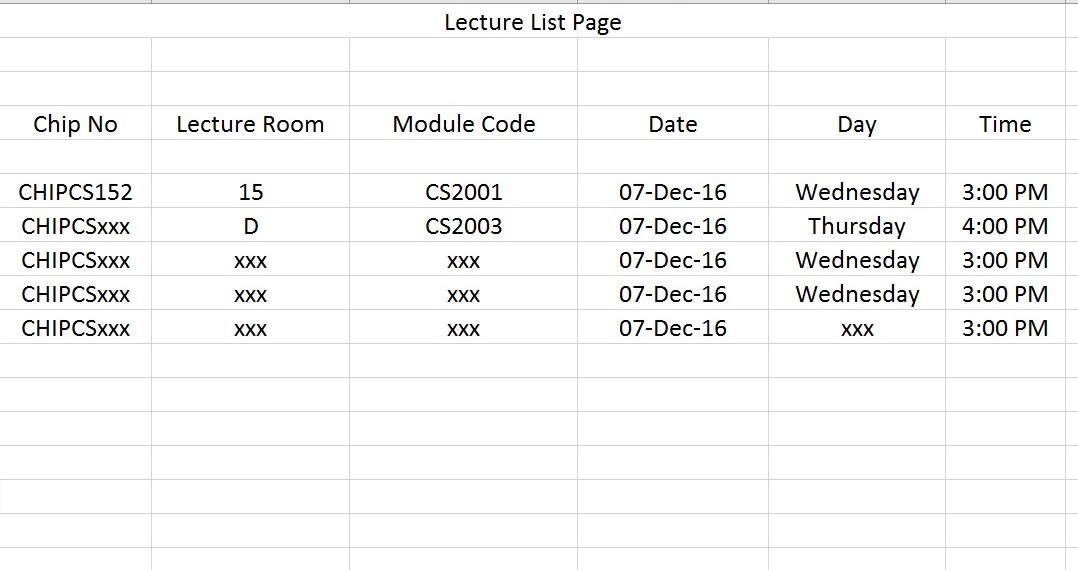 Lecture List Page
Chip No Lecture Room Module Code Date Day Time
CHIPCS152 15 CS2001 07-Dec-16 Wednesday 3:00 PM
CHIPCSxxx D CS2003 07-Dec-16 Thursday 4:00 PM
CHIPCSxxx xxx xxx 07-Dec-16 Wednesday 3:00 PM
CHIPCSxxx xxx xxx 07-Dec-16 Wednesday 3:00 PM
CHIPCSxxx xxx xxx 07-Dec-16 xxx 3:00 PM